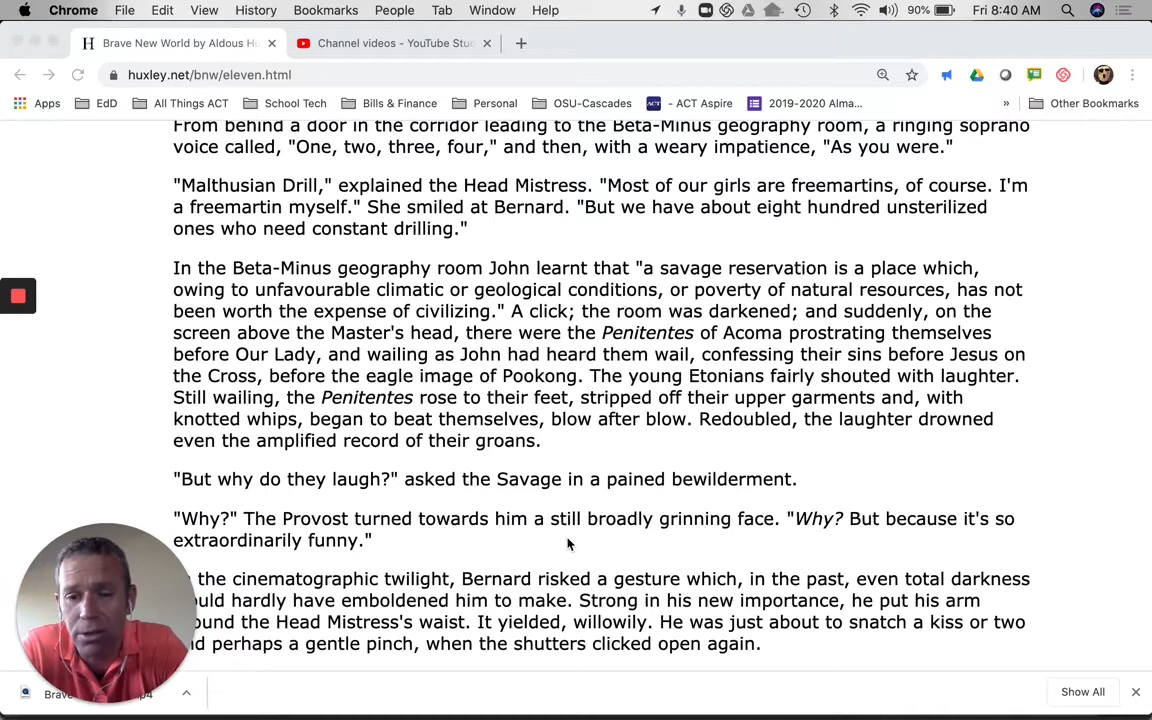 Chrome File Edit View History Bookmarks People Tab Window Help 90% Fri 8:40 AM
Brave New World by Aldous Hu Channel videos - YouTube Stud
huxley.net/bnw/eleven.html
Apps EdD All Things ACT School Tech Bills & Finance Personal OSU-Cascades ACT - ACT Aspire 2019-2020 Alma... » Other Bookmarks
From behind a door in the corridor leading to the Beta-Minus geography room, a ringing soprano
voice called, "One, two, three, four," and then, with a weary impatience, "As you were."
"Malthusian Drill," explained the Head Mistress. "Most of our girls are freemartins, of course. I'm
a freemartin myself." She smiled at Bernard. "But we have about eight hundred unsterilized
ones who need constant drilling."
In the Beta-Minus geography room John learnt that "a savage reservation is a place which,
owing to unfavourable climatic or geological conditions, or poverty of natural resources, has not
been worth the expense of civilizing." A click; the room was darkened; and suddenly, on the
screen above the Master's head, there were the Penitentes of Acoma prostrating themselves
before Our Lady, and wailing as John had heard them wail, confessing their sins before Jesus on
the Cross, before the eagle image of Pookong. The young Etonians fairly shouted with laughter.
Still wailing, the Penitentes rose to their feet, stripped off their upper garments and, with
knotted whips, began to beat themselves, blow after blow. Redoubled, the laughter drowned
even the amplified record of their groans.
"But why do they laugh?" asked the Savage in a pained bewilderment.
"Why?" The Provost turned towards him a still broadly grinning face. "Why? But because it's so
extraordinarily funny."
the cinematographic twilight, Bernard risked a gesture which, in the past, even total darkness
ould hardly have emboldened him to make. Strong in his new importance, he put his arm
ound the Head Mistress's waist. It yielded, willowily. He was just about to snatch a kiss or two
nd perhaps a gentle pinch, when the shutters clicked open again.
Brav p4 Show All